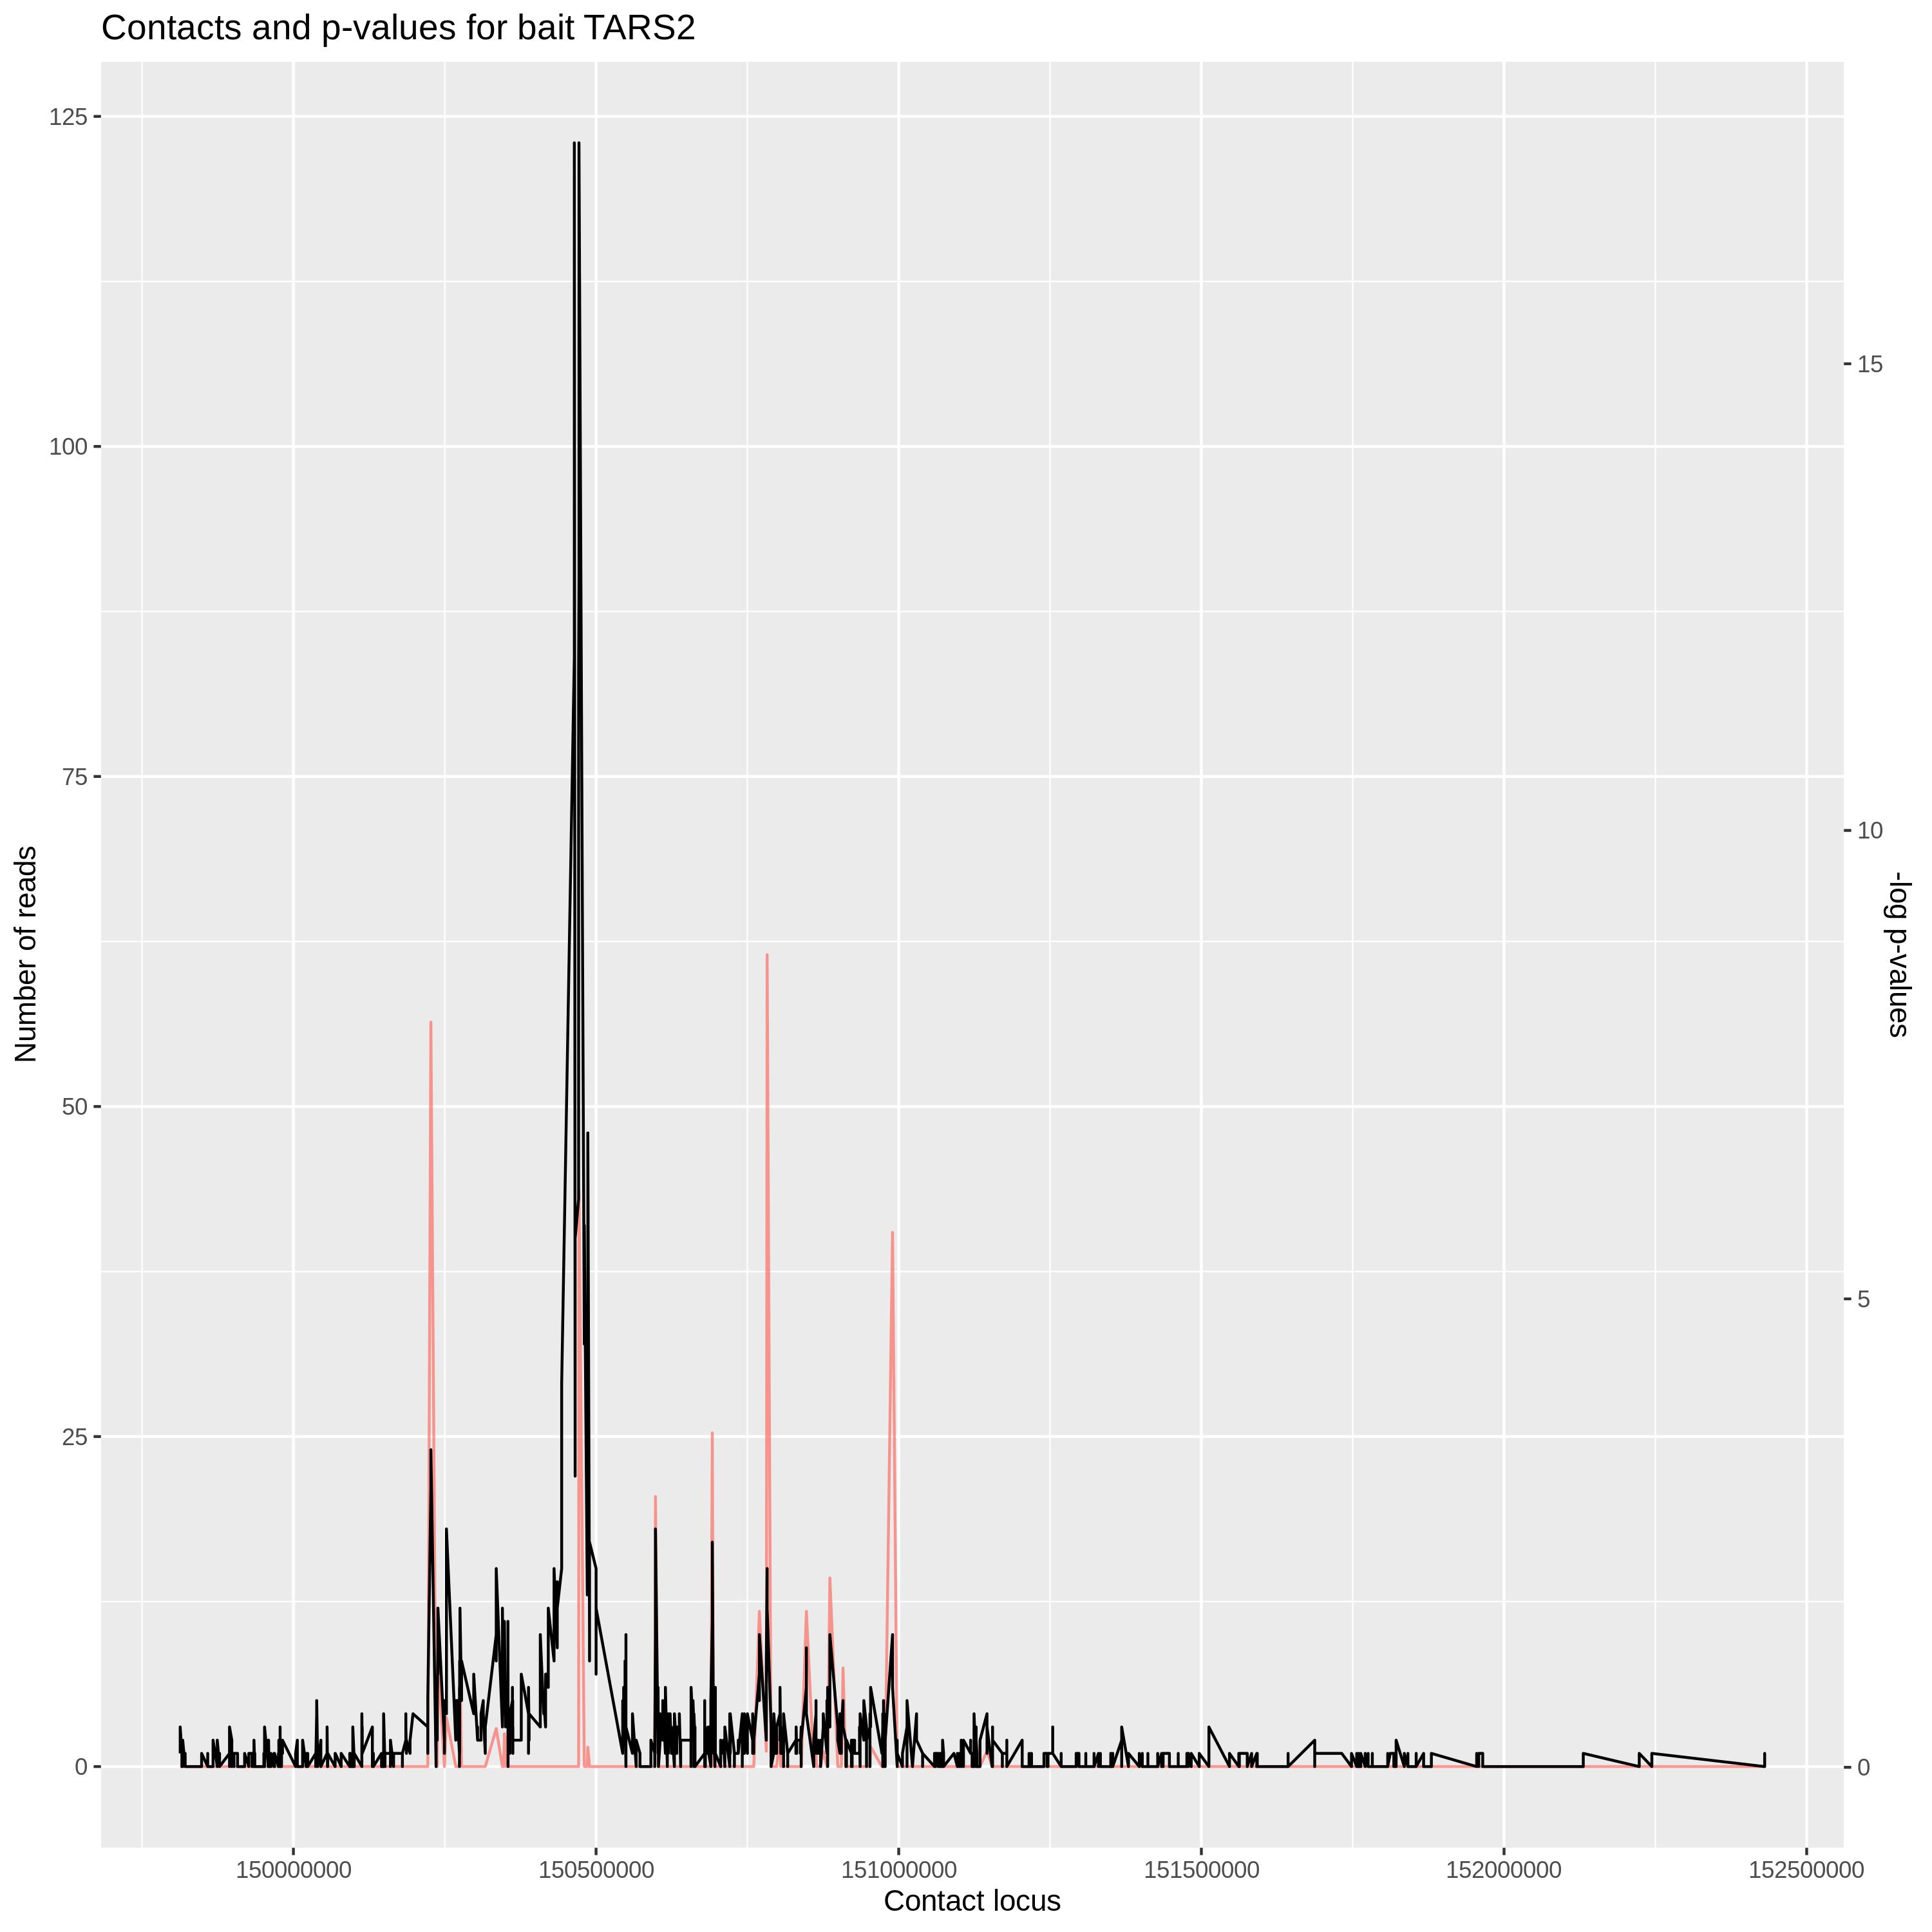 Contacts and p-values for bait TARS2
125
100
75
50
25
0
Number of reads
15
10
5
0
-log p-values
150000000 150500000 151000000 151500000 152000000 152500000
Contact locus